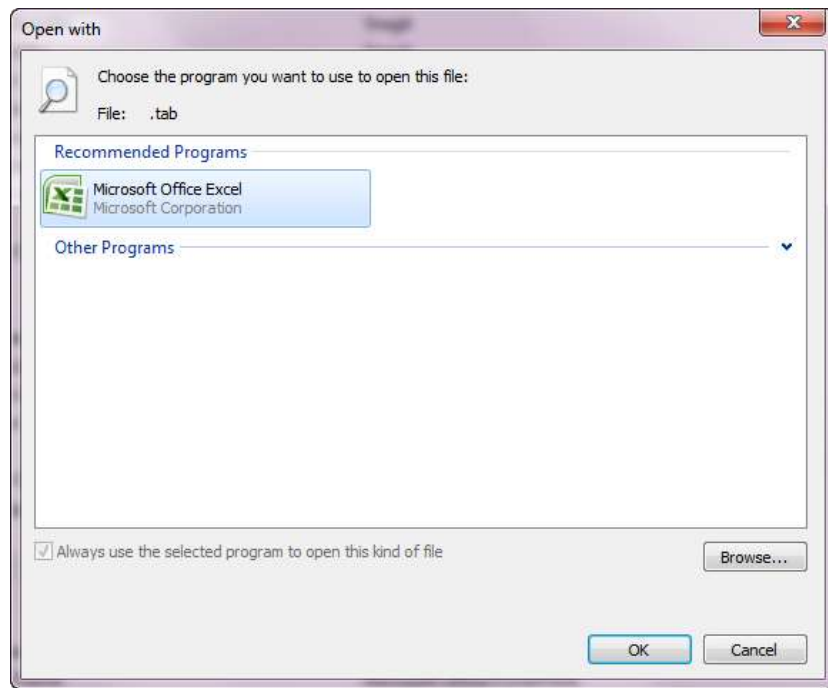 Open with
Choose the program you want to use to open this file:
File: .tab
Recommended Programs
Microsoft Office Excel
Microsoft Corporation
Other Programs
Always use the selected program to open this kind of file
Browse...
OK
Cancel